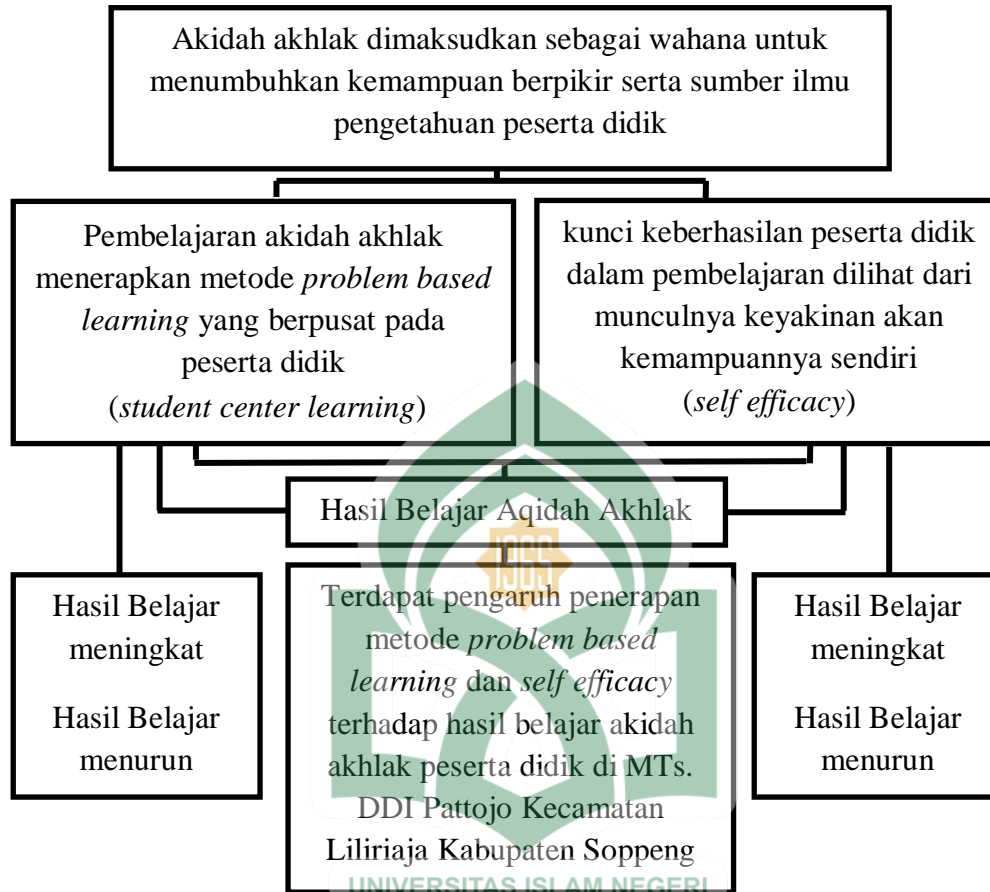 Akidah akhlak dimaksudkan sebagai wahana untuk
menumbuhkan kemampuan berpikir serta sumber ilmu
pengetahuan peserta didik
Pembelajaran akidah akhlak
menerapkan metode problem based
learning yang berpusat pada
peserta didik
(student center learning)
kunci keberhasilan peserta didik
dalam pembelajaran dilihat dari
munculnya keyakinan akan
kemampuannya sendiri
(self efficacy)
Hasil Belajar Aqidah Akhlak
1965
Hasil Belajar
meningkat
Hasil Belajar
menurun
Terdapat pengaruh penerapan
metode problem based
learning dan self efficacy
terhadap hasil belajar akidah
akhlak peserta didik di MTs.
DDI Pattojo Kecamatan
Liliriaja Kabupaten Soppeng
Hasil Belajar
meningkat
Hasil Belajar
menurun
UNIVERSITAS ISLAM NEGERI